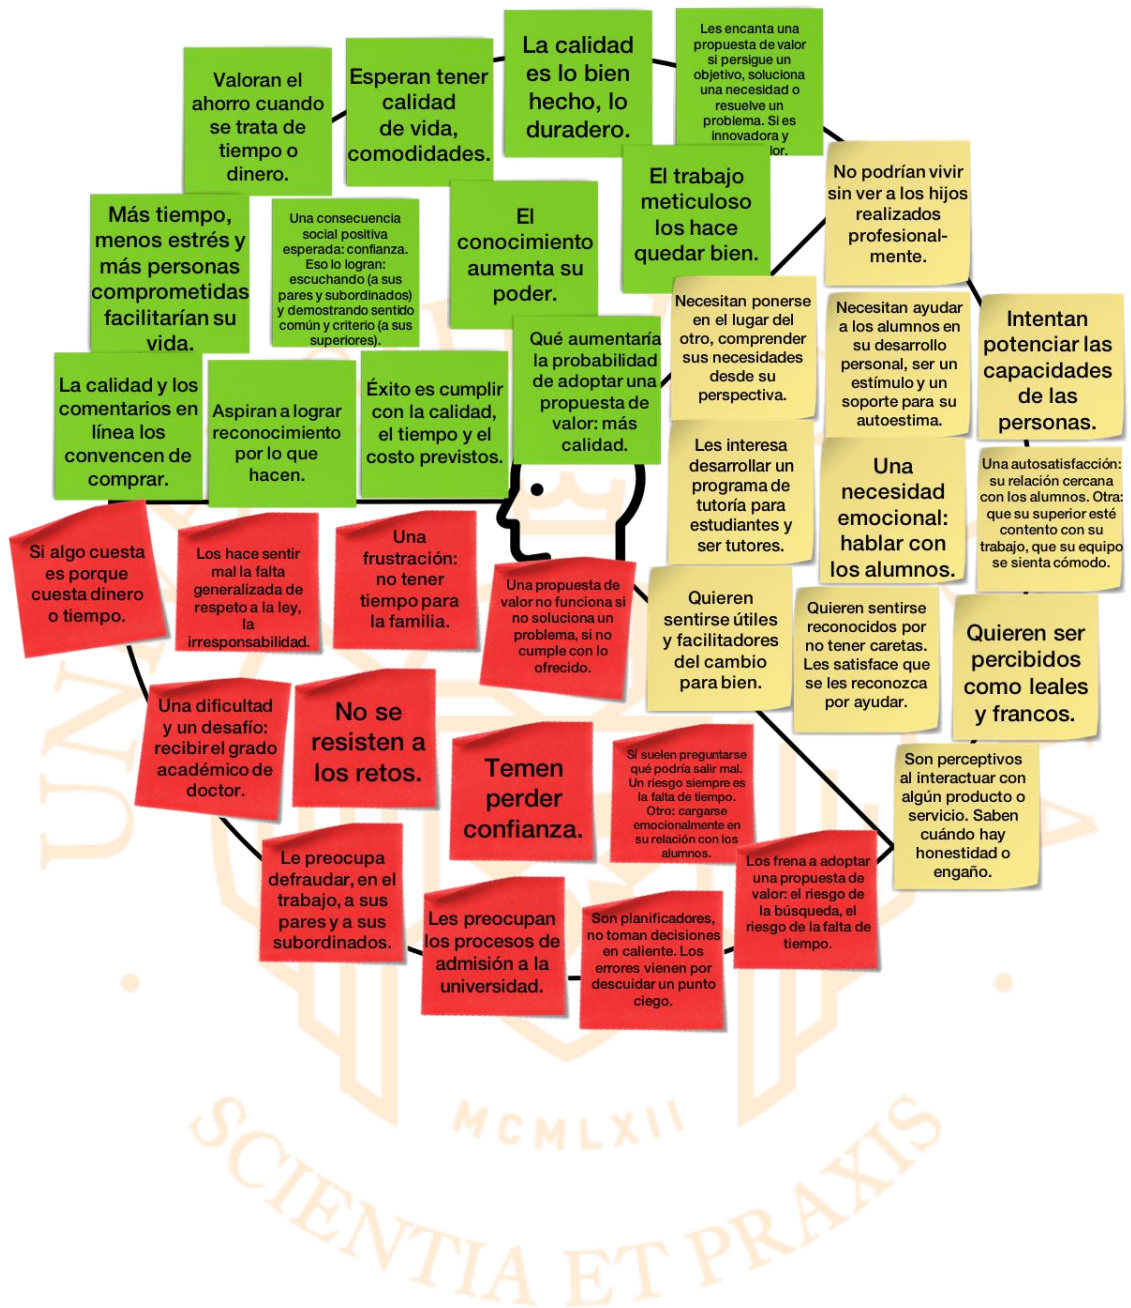 Valoran el
ahorro cuando
se trata de
tiempo o
dinero.
Esperan tener
calidad
de vida,
comodidades.
La calidad
es lo bien
hecho, lo
duradero.
Les encanta una
propuesta de valor
si persigue un
objetivo, soluciona
una necesidad o
resuelve un
problema. Si es
innovadora y
lor.
Más tiempo,
menos estrés y
más personas
comprometidas
facilitarían su
vida.
Una consecuencia
social positiva
esperada: confianza.
Eso lo logran:
escuchando (a sus
pares y subordinados)
y demostrando sentido
común y criterio (a sus
superiores).
El
conocimiento
aumenta su
poder.
El trabajo
meticuloso
los hace
quedar bien.
La calidad y los
comentarios en
línea los
convencen de
comprar.
Aspiran a lograr
reconocimiento
por lo que
hacen.
Éxito es cumplir
con la calidad,
el tiempo y el
costo previstos.
Qué aumentaría
la probabilidad
de adoptar una
propuesta de
valor: más
calidad.
No podrían vivir
sin ver a los hijos
realizados
profesional-
mente.
Necesitan ponerse
en el lugar del
otro, comprender
sus necesidades
desde su
perspectiva.
Necesitan ayudar
a los alumnos en
su desarrollo
personal, ser un
estímulo y un
soporte para su
autoestima.
Intentan
potenciar las
capacidades
de las
personas.
Les interesa
desarrollar un
programa de
tutoría para
estudiantes y
ser tutores.
Una
necesidad
emocional:
hablar con
los alumnos.
Una autosatisfacción:
su relación cercana
con los alumnos. Otra:
que su superior esté
contento con su
trabajo, que su equipo
se sienta cómodo.
Quieren
sentirse útiles
y facilitadores
del cambio
para bien.
Quieren sentirse
reconocidos por
no tener caretas.
Les satisface que
se les reconozca
por ayudar.
Quieren ser
percibidos
como leales
y francos.
Son perceptivos
al interactuar con
algún producto o
servicio. Saben
cuándo hay
honestidad o
engaño.
Si algo cuesta
es porque
cuesta dinero
o tiempo.
Los hace sentir
mal la falta
generalizada de
respeto a la ley,
la
irresponsabilidad.
Una
frustración:
no tener
tiempo para
la familia.
Una propuesta de
valor no funciona si
no soluciona un
problema, si no
cumple con lo
ofrecido.
Una dificultad
y un desafío:
recibir el grado
académico de
doctor.
No se
resisten a
los retos.
Temen
perder
confianza.
Sí suelen preguntarse
qué podría salir mal.
Un riesgo siempre es
la falta de tiempo.
Otro: cargarse
emocionalmente en
su relación con los
alumnos.
Le preocupa
defraudar, en el
trabajo, a sus
pares y a sus
subordinados.
Les preocupan
los procesos de
admisión a la
universidad.
Son planificadores,
no toman decisiones
en caliente. Los
errores vienen por
descuidar un punto
ciego.
Los frena a adoptar
una propuesta de
valor: el riesgo de
la búsqueda, el
riesgo de la falta de
tiempo.
MCMLXII
SCIENTIA ET PRAXIS